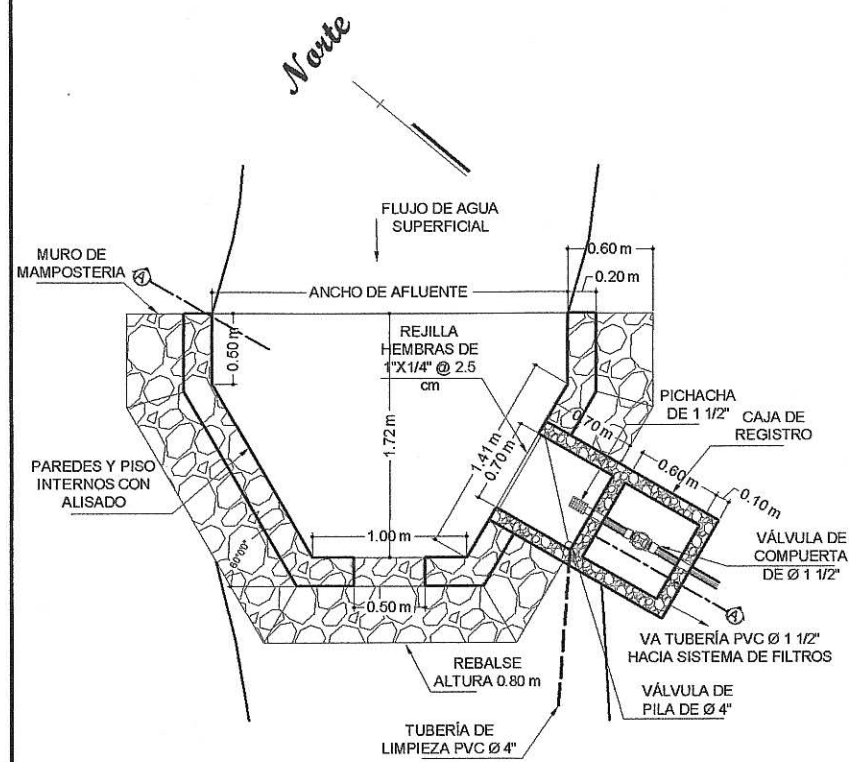 Norte
FLUJO DE AGUA
SUPERFICIAL
0.60 m
0.20 m
MURO DE
MAMPOSTERIA
A
ANCHO DE AFLUENTE
REJILLA
HEMBRAS DE
1"X1/4" @ 2.5
cm
0.50 m
1.72 m
1.41 m
0.70 m
0.70 m
PICHACHA
DE 1 1/2"
CAJA DE
REGISTRO
0.60 m
0.10 m
PAREDES Y PISO
INTERNOS CON
ALISADO
1.00 m
60°00'
0.50 m
VÁLVULA DE
COMPUERTA
DE Ø 1 1/2"
A
VA TUBERÍA PVC Ø 1 1/2"
HACIA SISTEMA DE FILTROS
REBALSE
ALTURA 0.80 m
VÁLVULA DE
PILA DE Ø 4"
TUBERÍA DE
LIMPIEZA PVC Ø 4"